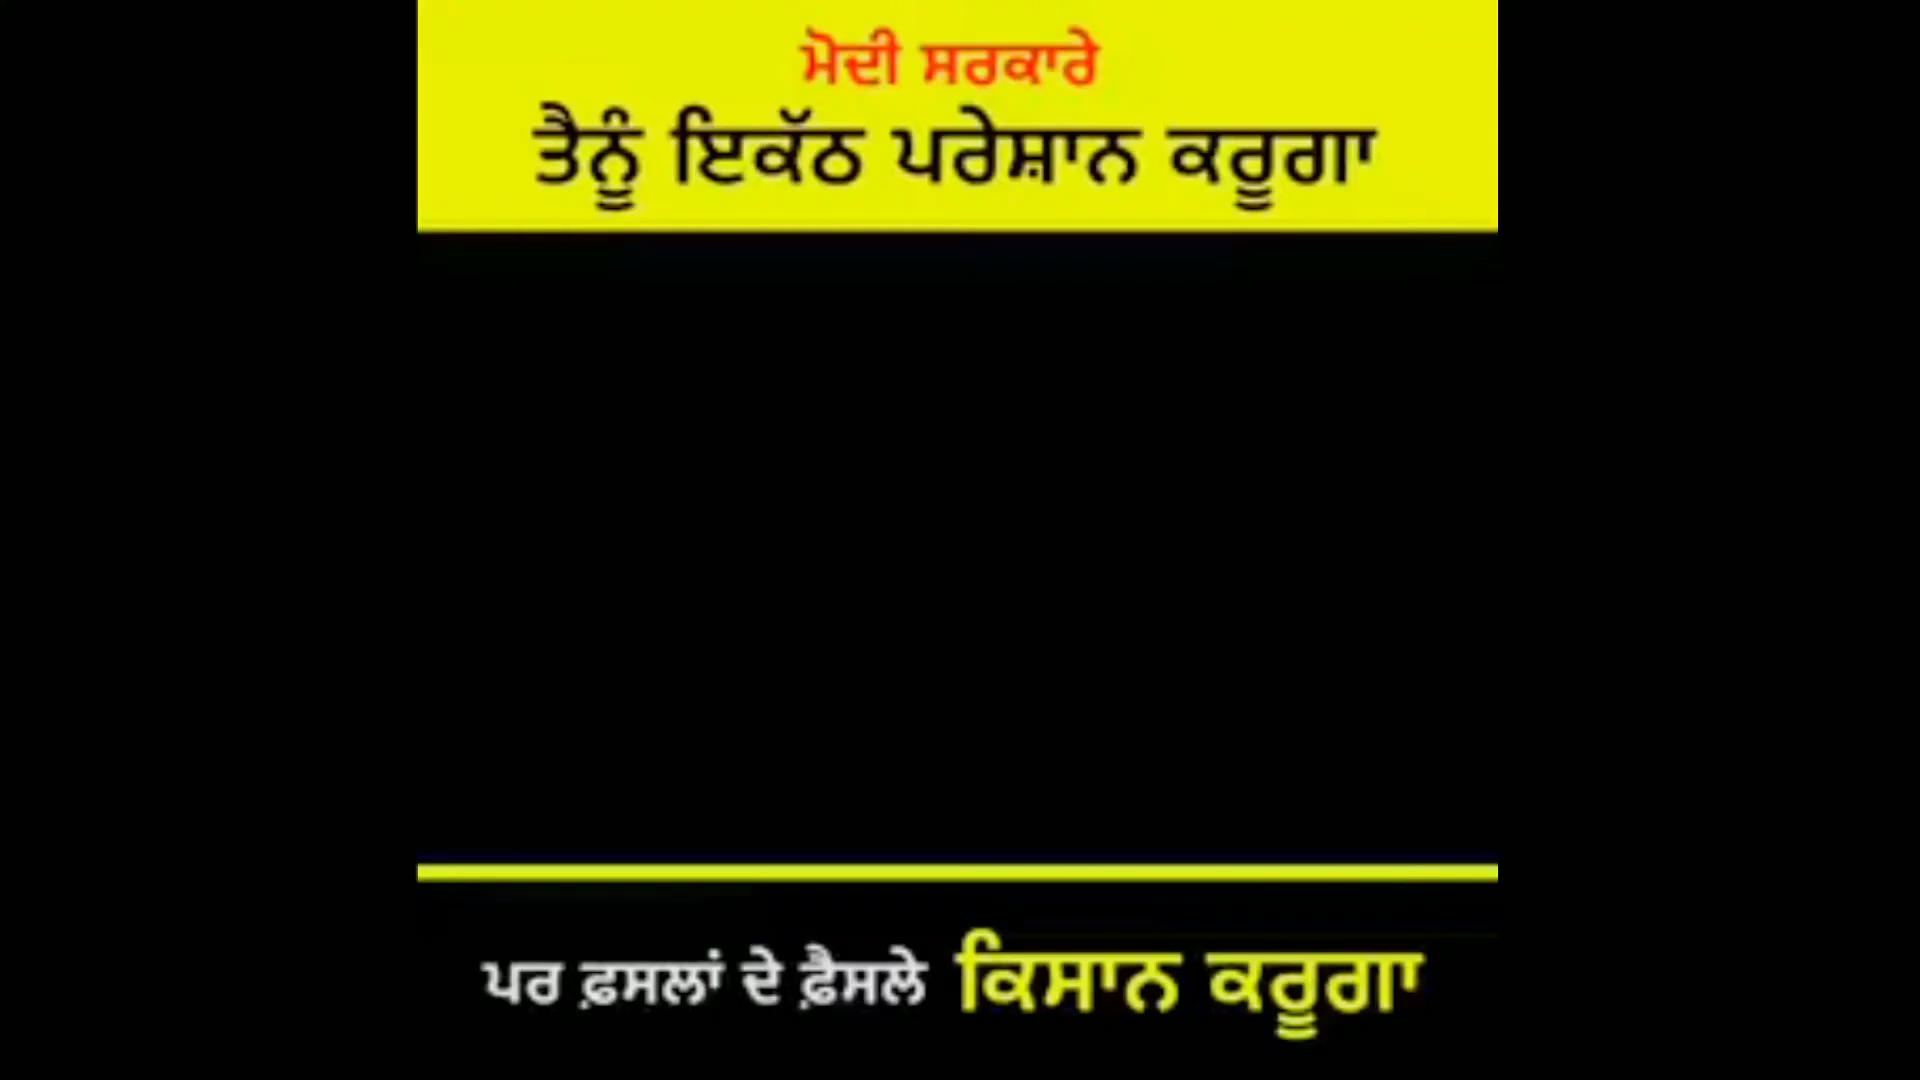 ਮੋਦੀ ਸਰਕਾਰੇ
ਤੈਨੂੰ ਇਕੱਠ ਪਰੇਸ਼ਾਨ ਕਰੂਗਾ
ਪਰ ਫ਼ਸਲਾਂ ਦੇ ਫ਼ੈਸਲੇ ਕਿਸਾਨ ਕਰੂਗਾ